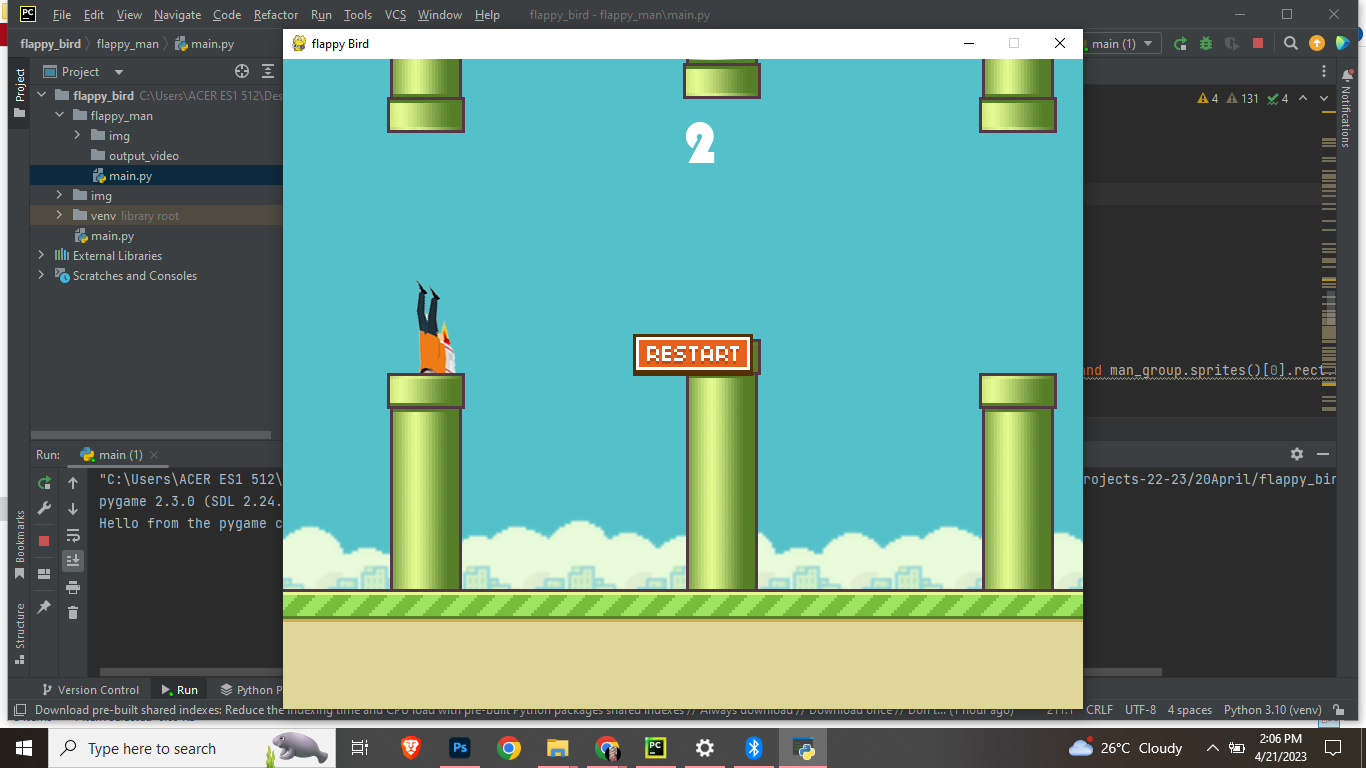 File Edit View Navigate Code Refactor Run Tools VCS Window Help flappy_bird - flappy_man\main.py
flappy_bird flappy_man main.py
main (1)
flappy Bird
Project
Project
flappy_bird C:\Users\ACER ES1 512\Des
flappy_man
img
output_video
main.py
img
venv library root
main.py
External Libraries
Scratches and Consoles
4 131 4
Notifications
2
RESTART
nd man_group.sprites()[0].rect.
Run: main (1)
"C:\Users\ACER ES1 512\
rojects-22-23/20April/flappy_bir
pygame 2.3.0 (SDL 2.24.
Hello from the pygame c
Bookmarks
Structure
Version Control Run Python P
Download pre-built shared indexes: Reduce the indexing time and CPU load with pre-built Python packages shared indexes // Always download // Download once // Don't... (1 hour ago)
CRLF UTF-8 4 spaces Python 3.10 (venv)
Type here to search
Ps
PC
26°C Cloudy
2:06 PM
4/21/2023